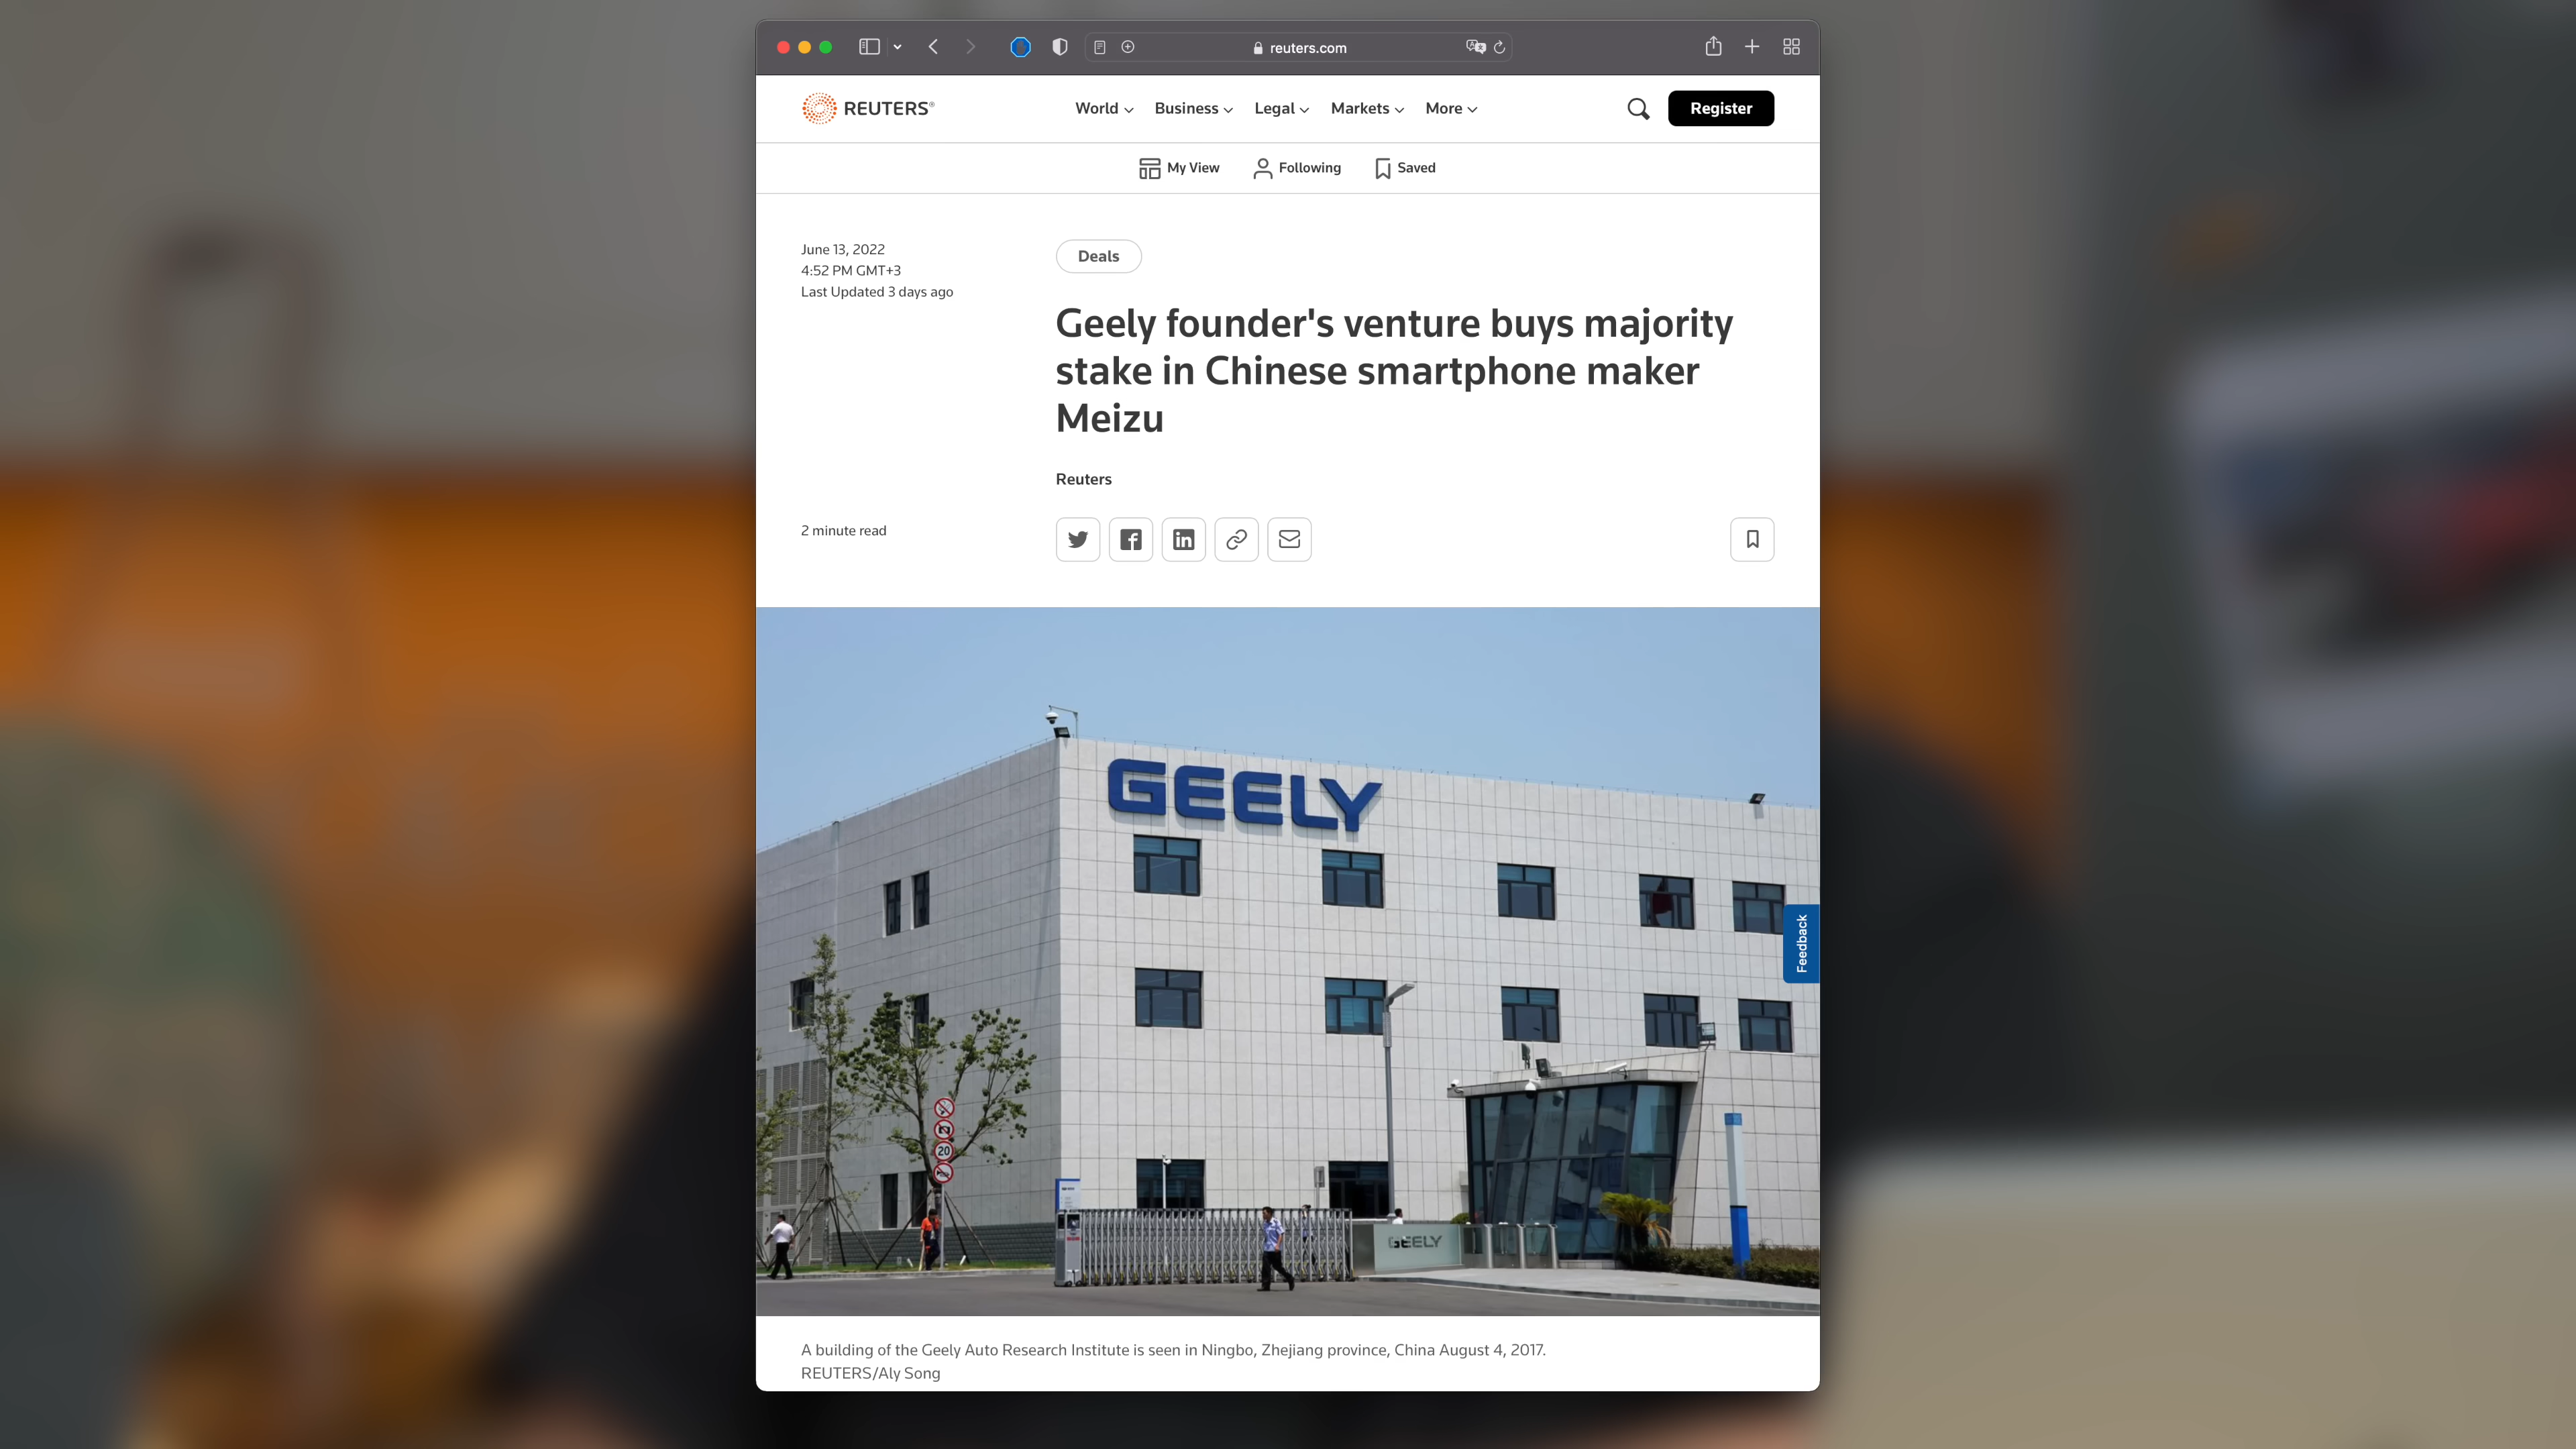 reuters.com
REUTERS®
World
Business
Legal
Markets
More
Register
My View
Following
Saved
June 13, 2022
4:52 PM GMT+3
Last Updated 3 days ago
Deals
Geely founder's venture buys majority
stake in Chinese smartphone maker
Meizu
Reuters
2 minute read
GEELY
Feedback
20
GEELY
A building of the Geely Auto Research Institute is seen in Ningbo, Zhejiang province, China August 4, 2017.
REUTERS/Aly Song